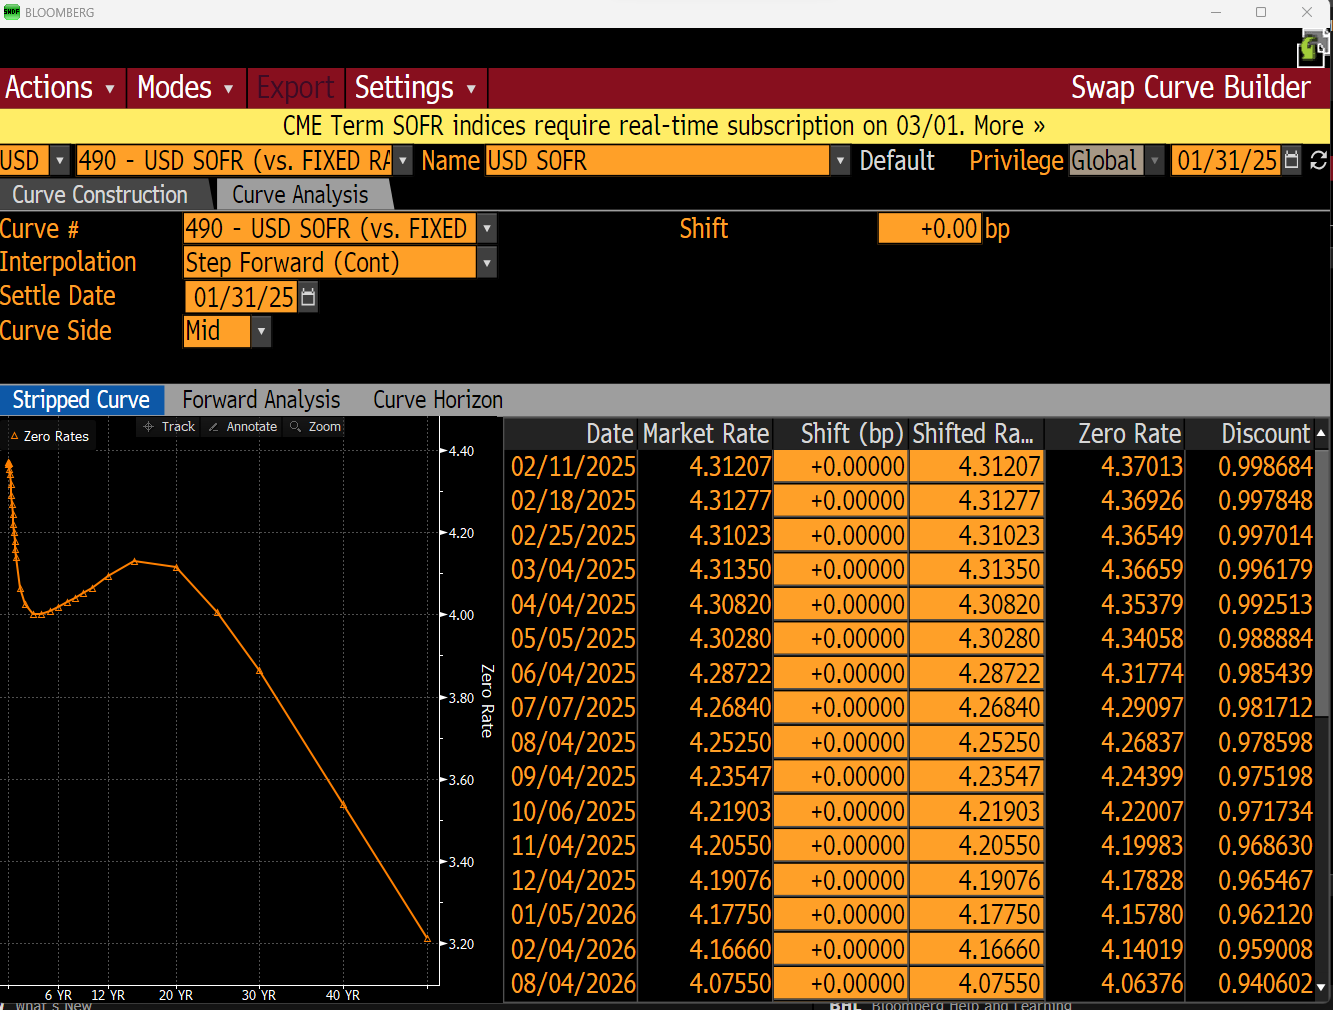 BLOOMBERG
Actions Modes Export Settings Swap Curve Builder
CME Term SOFR indices require real-time subscription on 03/01. More »
USD 490 - USD SOFR (vs. FIXED RA Name USD SOFR Default Privilege Global 01/31/25
Curve Construction Curve Analysis
Curve # 490 - USD SOFR (vs. FIXED Shift +0.00 bp
Interpolation Step Forward (Cont)
Settle Date 01/31/25
Curve Side Mid
Stripped Curve Forward Analysis Curve Horizon
Track Annotate Zoom
Zero Rates
4.40
4.20
4.00
3.80
3.60
3.40
3.20
Zero Rate
6 YR 12 YR 20 YR 30 YR 40 YR
Date Market Rate Shift (bp) Shifted Ra... Zero Rate Discount
02/11/2025 4.31207 +0.00000 4.31207 4.37013 0.998684
02/18/2025 4.31277 +0.00000 4.31277 4.36926 0.997848
02/25/2025 4.31023 +0.00000 4.31023 4.36549 0.997014
03/04/2025 4.31350 +0.00000 4.31350 4.36659 0.996179
04/04/2025 4.30820 +0.00000 4.30820 4.35379 0.992513
05/05/2025 4.30280 +0.00000 4.30280 4.34058 0.988884
06/04/2025 4.28722 +0.00000 4.28722 4.31774 0.985439
07/07/2025 4.26840 +0.00000 4.26840 4.29097 0.981712
08/04/2025 4.25250 +0.00000 4.25250 4.26837 0.978598
09/04/2025 4.23547 +0.00000 4.23547 4.24399 0.975198
10/06/2025 4.21903 +0.00000 4.21903 4.22007 0.971734
11/04/2025 4.20550 +0.00000 4.20550 4.19983 0.968630
12/04/2025 4.19076 +0.00000 4.19076 4.17828 0.965467
01/05/2026 4.17750 +0.00000 4.17750 4.15780 0.962120
02/04/2026 4.16660 +0.00000 4.16660 4.14019 0.959008
08/04/2026 4.07550 +0.00000 4.07550 4.06376 0.940602
What's New BHL Bloomberg Help and Learning